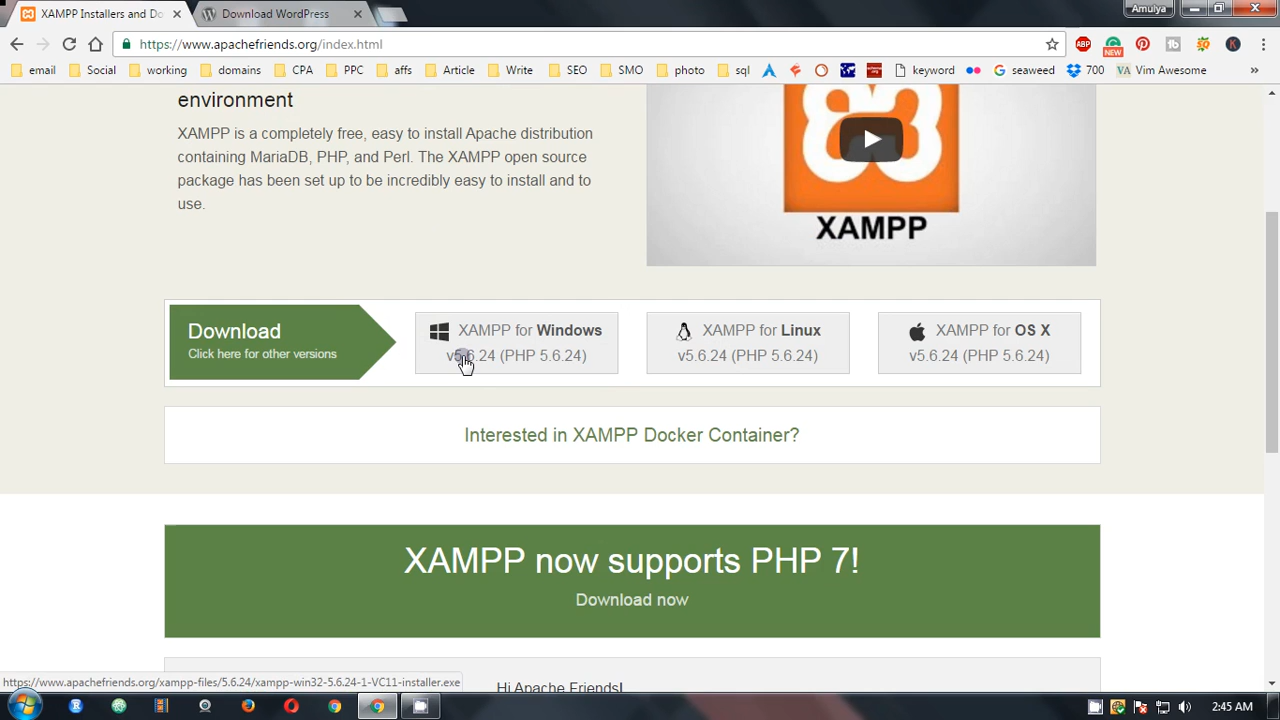 XAMPP Installers and Do
Download WordPress
Amulya
https://www.apachefriends.org/index.html
ABP
NEW
K
email
Social
working
domains
CPA
PPC
affs
Article
Write
SEO
SMO
photo
sql
keyword
seaweed
700
Vim Awesome
»
environment
XAMPP is a completely free, easy to install Apache distribution
containing MariaDB, PHP, and Perl. The XAMPP open source
package has been set up to be incredibly easy to install and to
use.
XAMPP
Download
Click here for other versions
XAMPP for Windows
v5.6.24 (PHP 5.6.24)
XAMPP for Linux
v5.6.24 (PHP 5.6.24)
XAMPP for OS X
v5.6.24 (PHP 5.6.24)
Interested in XAMPP Docker Container?
XAMPP now supports PHP 7!
Download now
Hi Apache Friends!
https://www.apachefriends.org/xampp-files/5.6.24/xampp-win32-5.6.24-1-VC11-installer.exe
2:45 AM